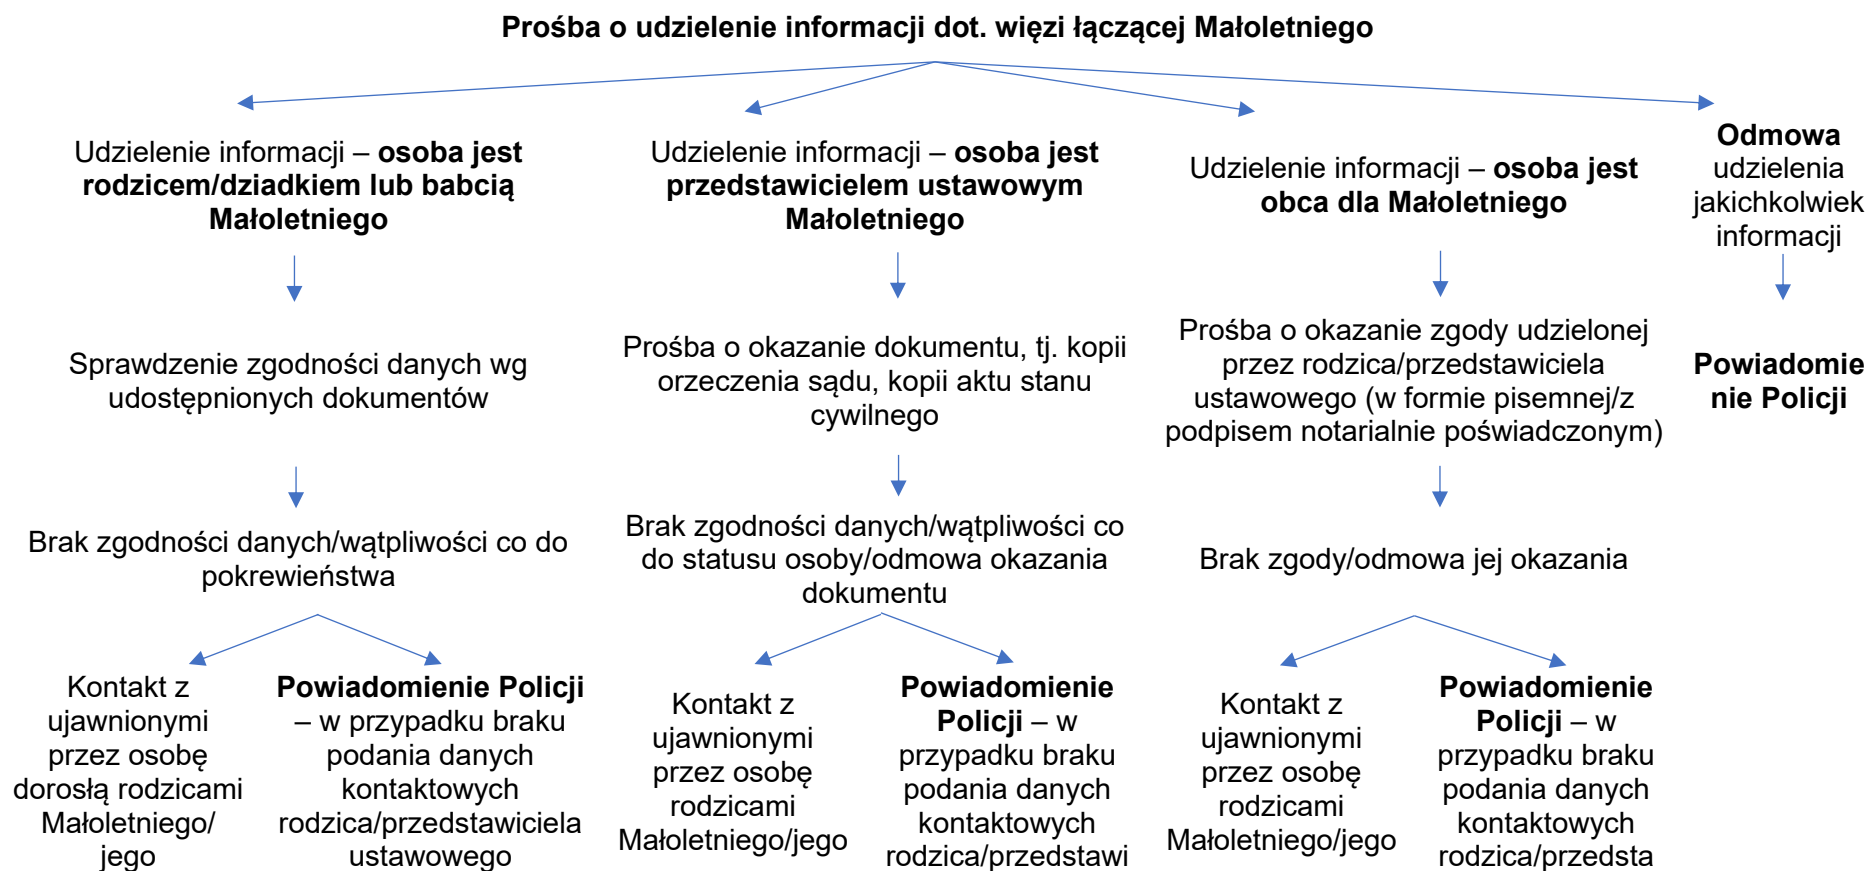 Prośba o udzielenie informacji dot. więzi łączącej Małoletniego
Udzielenie informacji – osoba jest
rodzicem/dziadkiem lub babcią
Małoletniego
Udzielenie informacji – osoba jest
przedstawicielem ustawowym
Małoletniego
Udzielenie informacji – osoba jest
obca dla Małoletniego
Odmowa
udzielenia
jakichkolwiek
informacji
Sprawdzenie zgodności danych wg
udostępnionych dokumentów
Prośba o okazanie dokumentu, tj. kopii
orzeczenia sądu, kopii aktu stanu
cywilnego
Prośba o okazanie zgody udzielonej
przez rodzica/przedstawiciela
ustawowego (w formie pisemnej/z
podpisem notarialnie poświadczonym)
Powiadomie
nie Policji
Brak zgodności danych/wątpliwości co do
pokrewieństwa
Brak zgodności danych/wątpliwości co
do statusu osoby/odmowa okazania
dokumentu
Brak zgody/odmowa jej okazania
Kontakt z
ujawnionymi
przez osobę
dorosłą rodzicami
Małoletniego/
jego
Powiadomienie Policji
– w przypadku braku
podania danych
kontaktowych
rodzica/przedstawiciela
ustawowego
Kontakt z
ujawnionymi
przez osobę
rodzicami
Małoletniego/jego
Powiadomienie
Policji – w
przypadku braku
podania danych
kontaktowych
rodzica/przedstawi
Kontakt z
ujawnionymi
przez osobę
rodzicami
Małoletniego/jego
Powiadomienie
Policji – w
przypadku braku
podania danych
kontaktowych
rodzica/przedsta